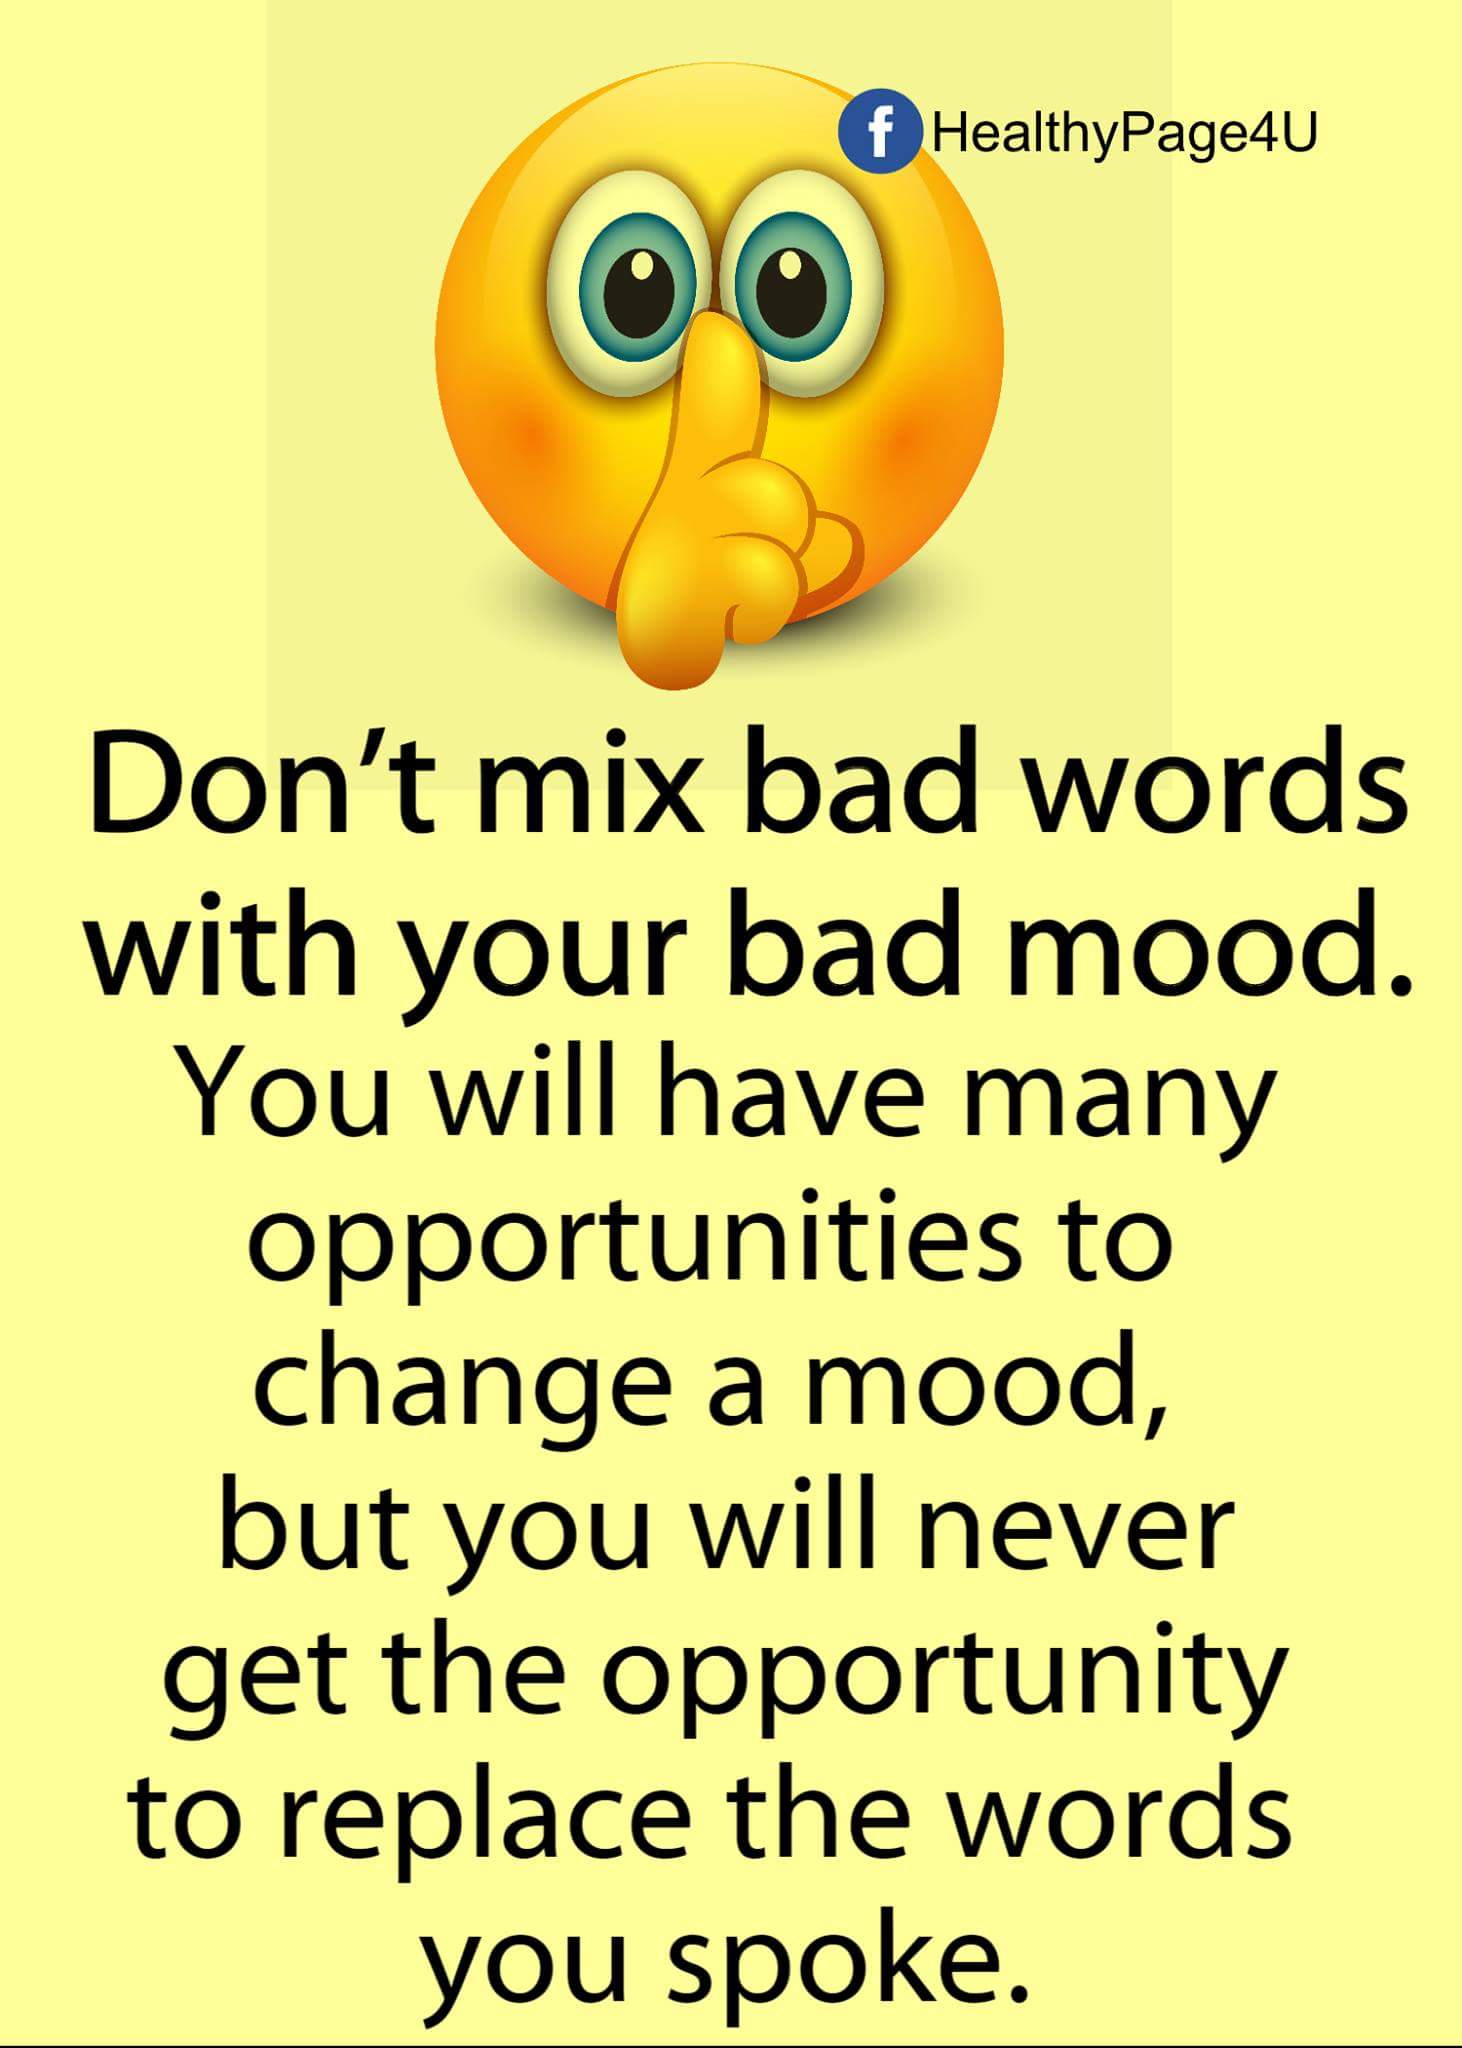 f HealthyPage4U
Don’t mix bad words
with your bad mood.
You will have many
opportunities to
change a mood,
but you will never
get the opportunity
to replace the words
you spoke.